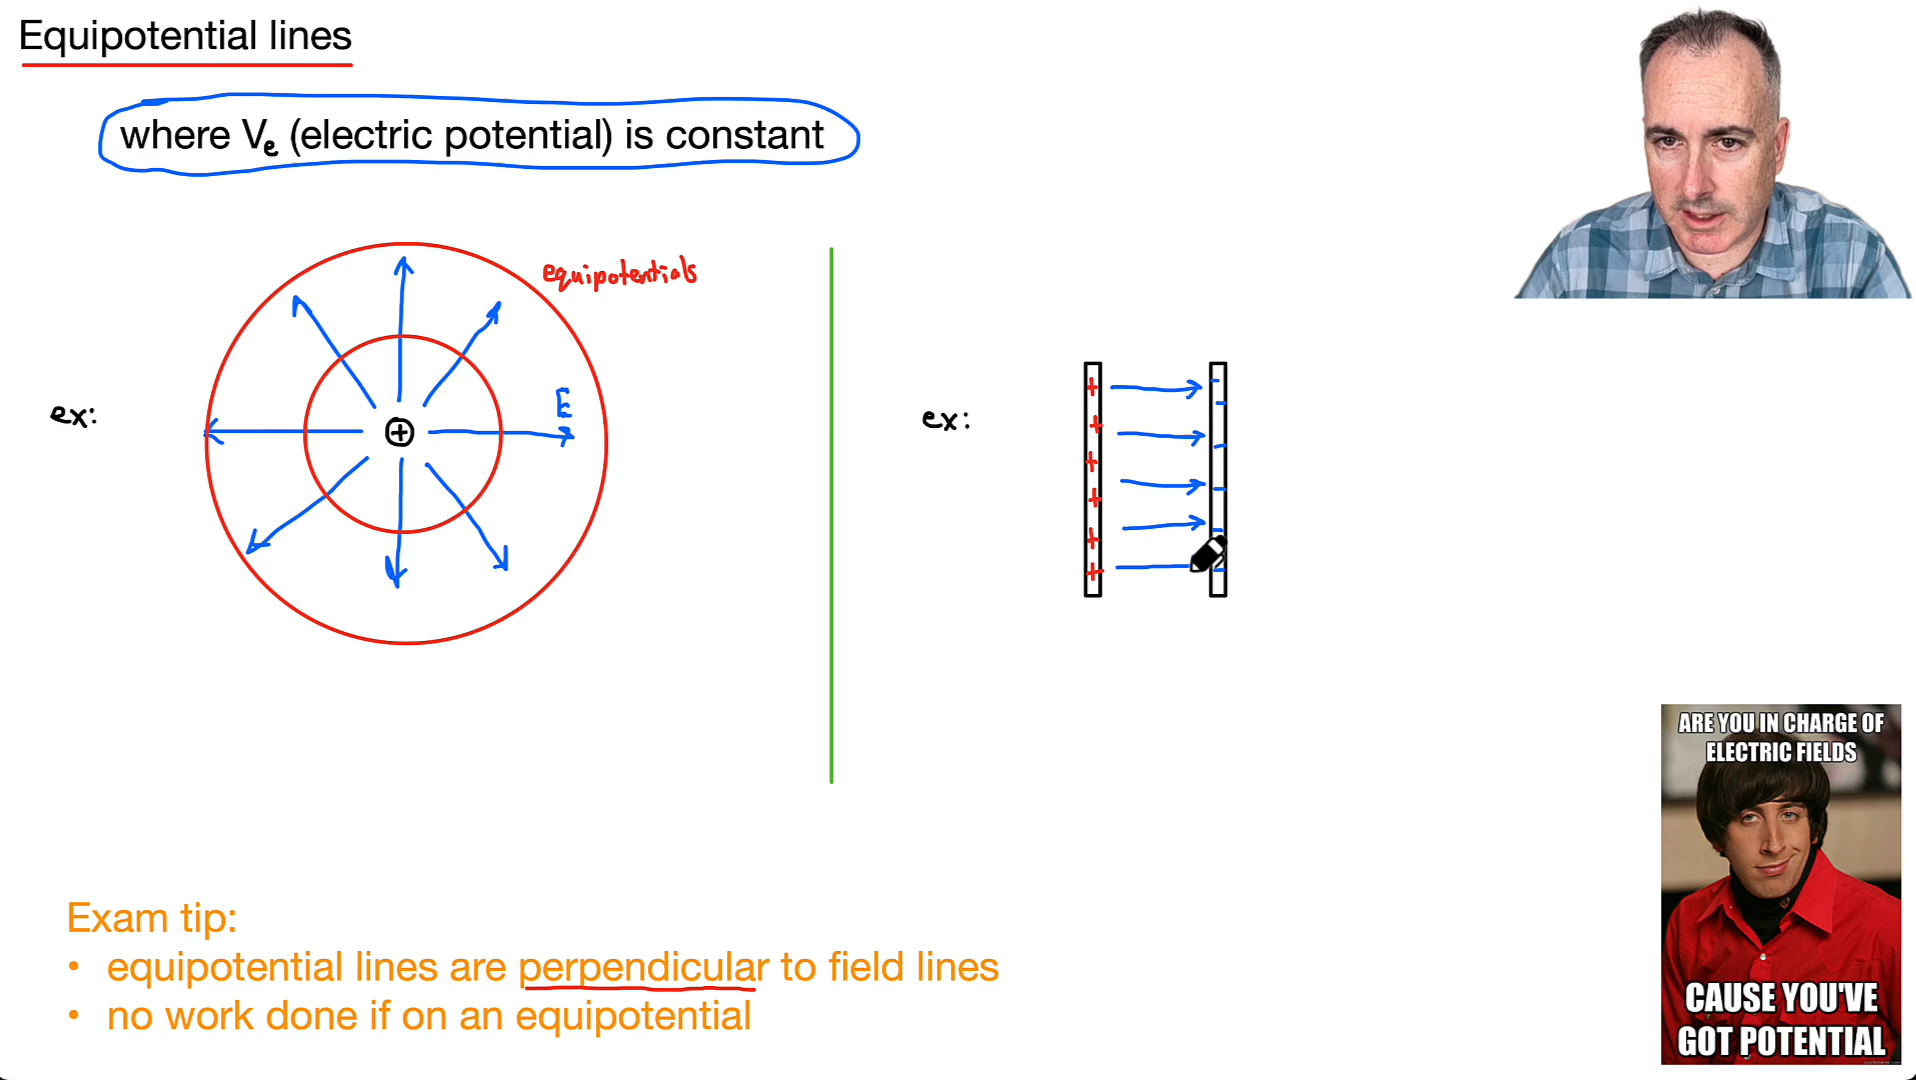 Equipotential lines
where Ve (electric potential) is constant
equipotentials
E
ex:
+
ex:
+
+
+
+
+
+
-
-
-
-
-
-
ARE YOU IN CHARGE OF
ELECTRIC FIELDS
CAUSE YOU'VE
GOT POTENTIAL
Exam tip:
• equipotential lines are perpendicular to field lines
• no work done if on an equipotential